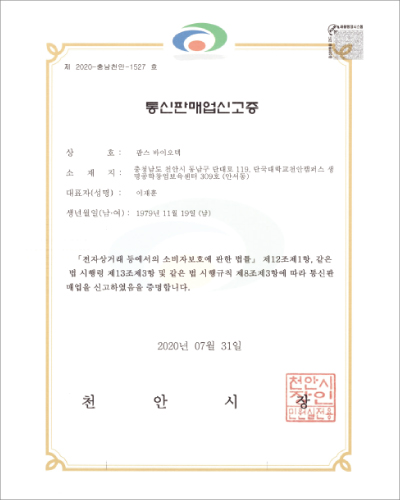 제 2020-충남천안-1527 호
통신판매업신고증
상 호 : 팜스 바이오텍
소 재 지 : 충청남도 천안시 동남구 단대로 119, 단국대학교천안캠퍼스 생
명공학창업보육센터 309호 (안서동)
대표자(성명) : 이재훈
생년월일(남·여) : 1979년 11월 19일 (남)
『전자상거래 등에서의 소비자보호에 관한 법률』 제12조제1항, 같은
법 시행령 제13조제3항 및 같은 법 시행규칙 제8조제3항에 따라 통신판
매업을 신고하였음을 증명합니다.
2020년 07월 31일
천 안 시 장
천안시
장인
민원실전용